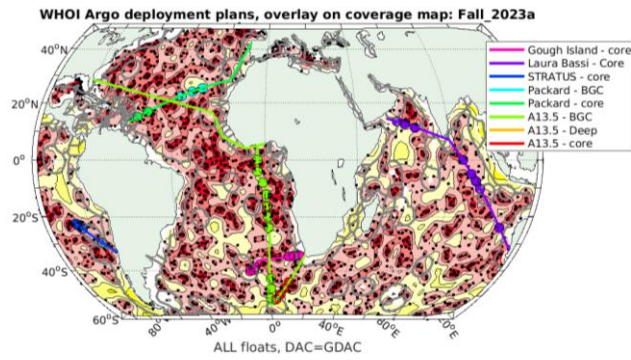 WHOI Argo deployment plans, overlay on coverage map: Fall_2023a
Gough Island - core
Laura Bassi - Core
STRATUS - core
Packard - BGC
Packard - core
A13.5 - BGC
A13.5 - Deep
A13.5 - core
40°N
20°N
0°
20°S
40°S
60°S
80°W
40°W
0°E
40°E
80°E
ALL floats, DAC=GDAC